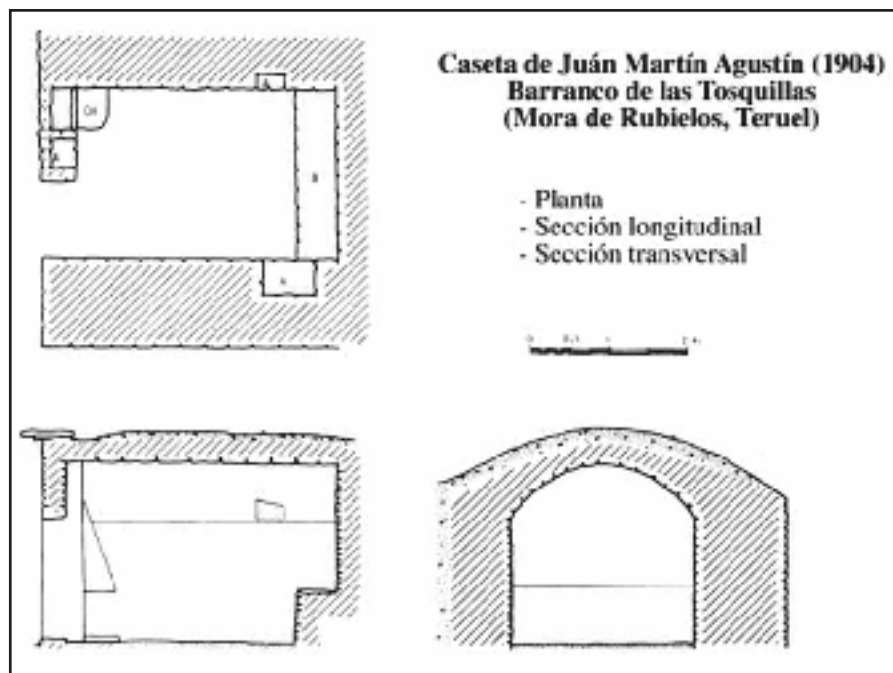 Caseta de Juán Martín Agustín (1904)
Barranco de las Tosquillas
(Mora de Rubielos, Teruel)
- Planta
- Sección longitudinal
- Sección transversal
CH
B
A